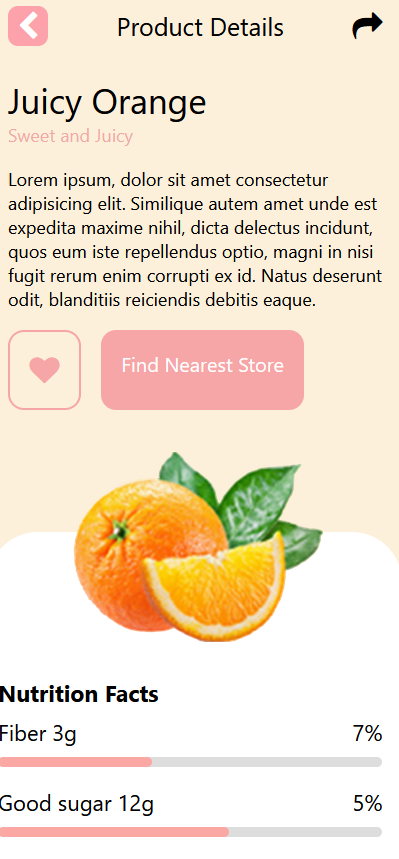 Product Details
Juicy Orange
Sweet and Juicy
Lorem ipsum, dolor sit amet consectetur
adipisicing elit. Similique autem amet unde est
expedita maxime nihil, dicta delectus incidunt,
quos eum iste repellendus optio, magni in nisi
fugit rerum enim corrupti ex id. Natus deserunt
odit, blanditiis reiciendis debitis eaque.
Find Nearest Store
Nutrition Facts
Fiber 3g 7%
Good sugar 12g 5%